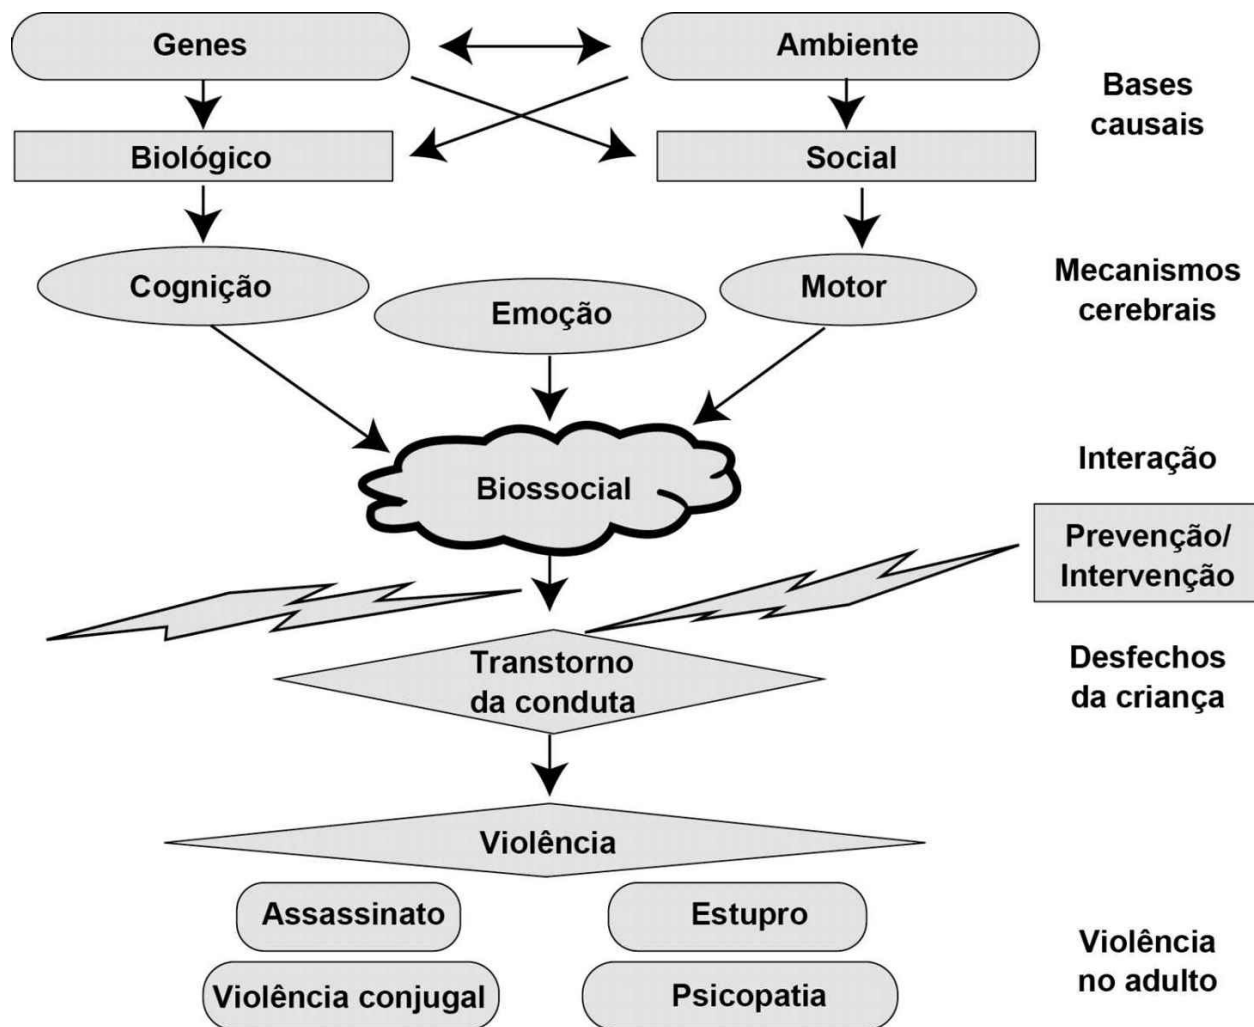 Genes
Ambiente
Bases
causais
Biológico
Social
Cognição
Emoção
Motor
Mecanismos
cerebrais
Biossocial
Interação
Prevenção/
Intervenção
Transtorno
da conduta
Desfechos
da criança
Violência
Assassinato
Estupro
Violência conjugal
Psicopatia
Violência
no adulto